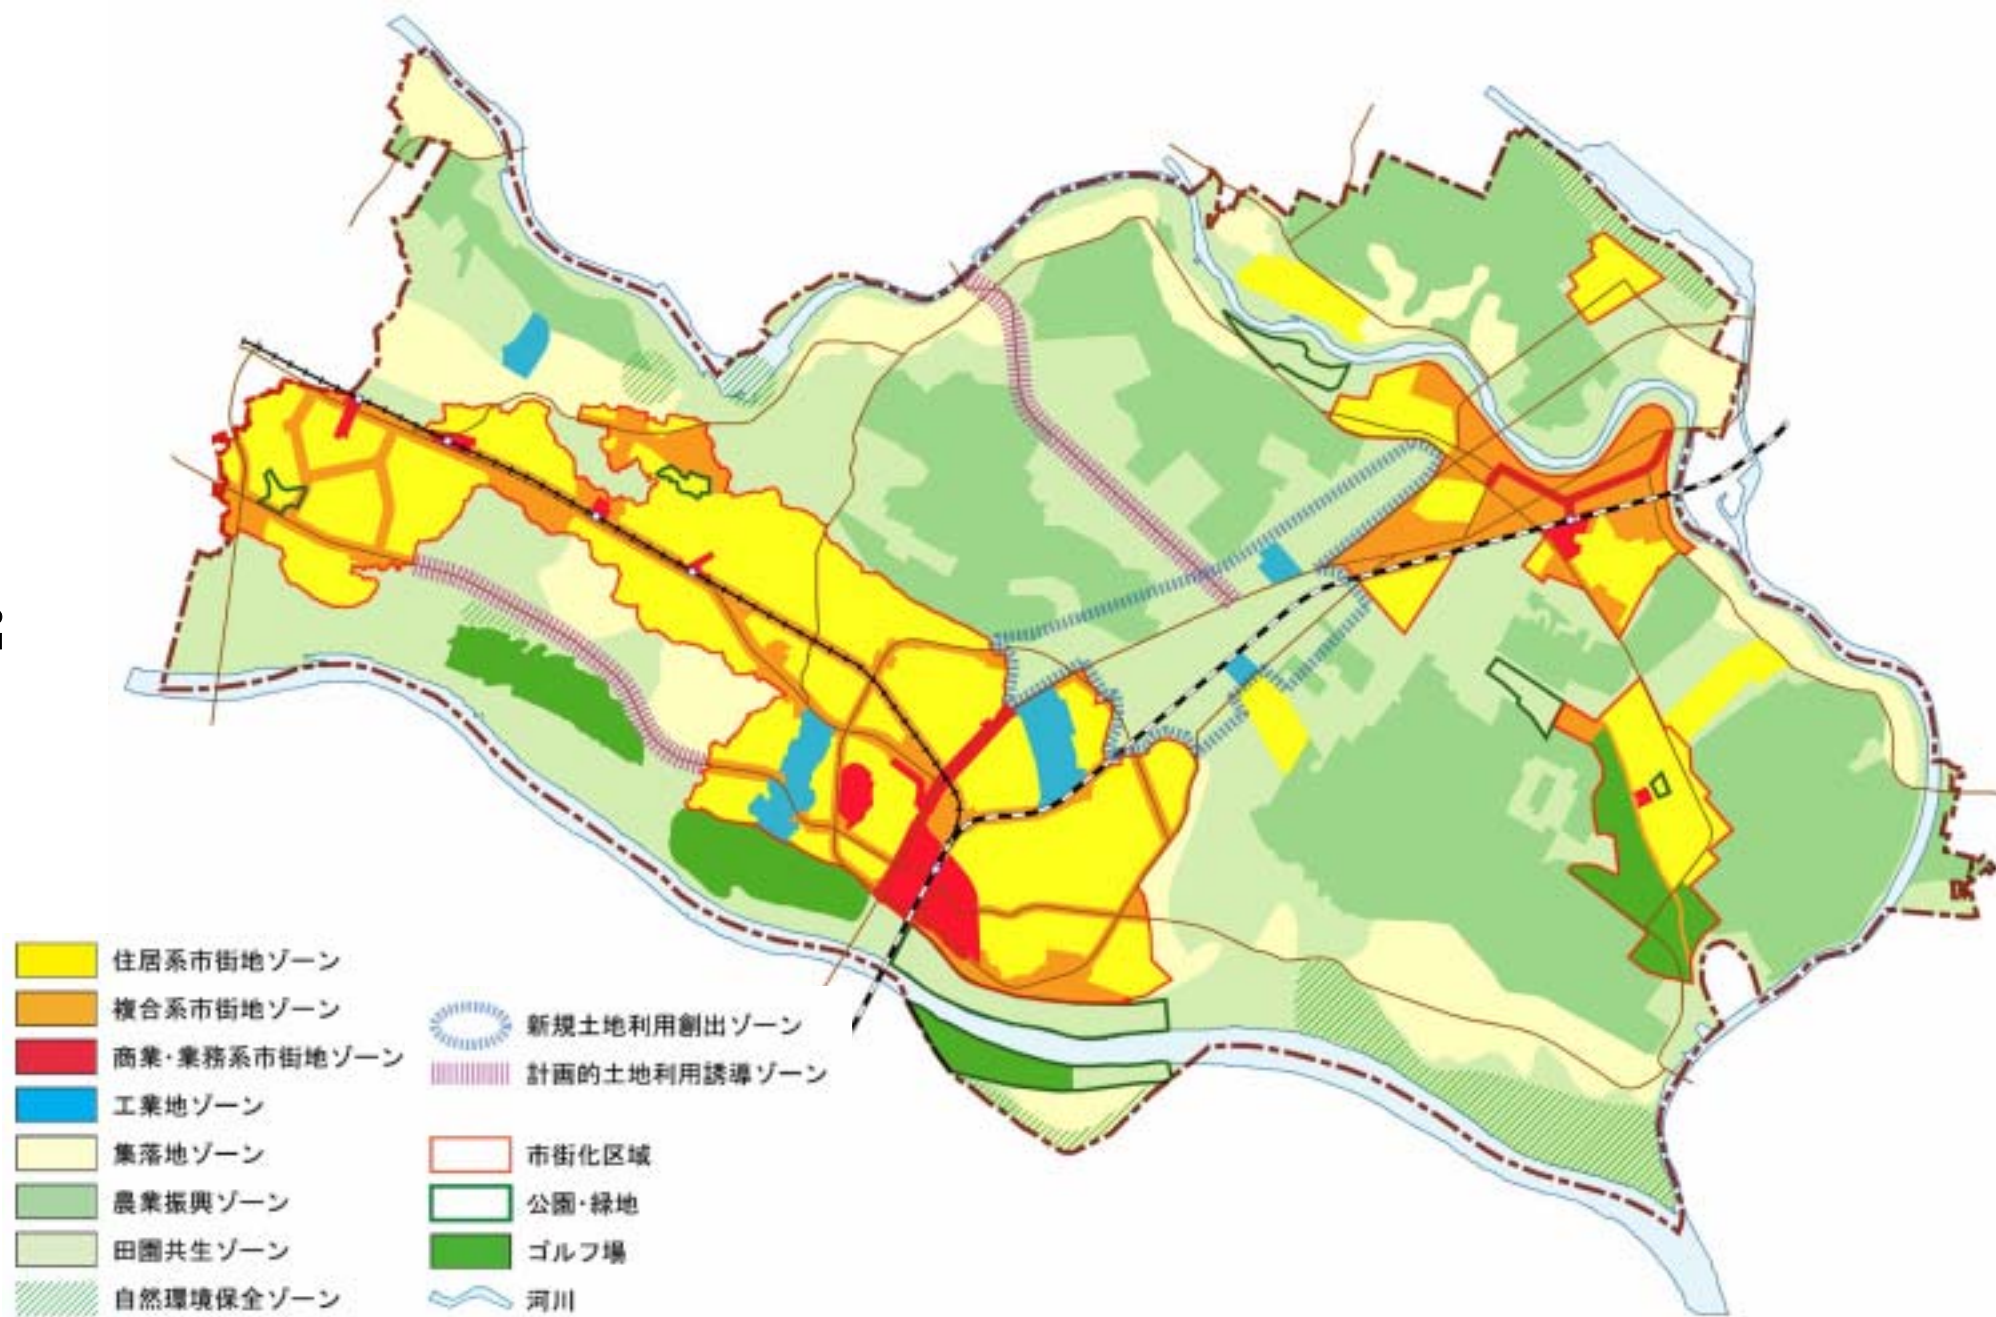 住居系市街地ゾーン
複合系市街地ゾーン
商業・業務系市街地ゾーン
工業地ゾーン
集落地ゾーン
農業振興ゾーン
田園共生ゾーン
自然環境保全ゾーン
新規土地利用創出ゾーン
計画的土地利用誘導ゾーン
市街化区域
公園・緑地
ゴルフ場
河川